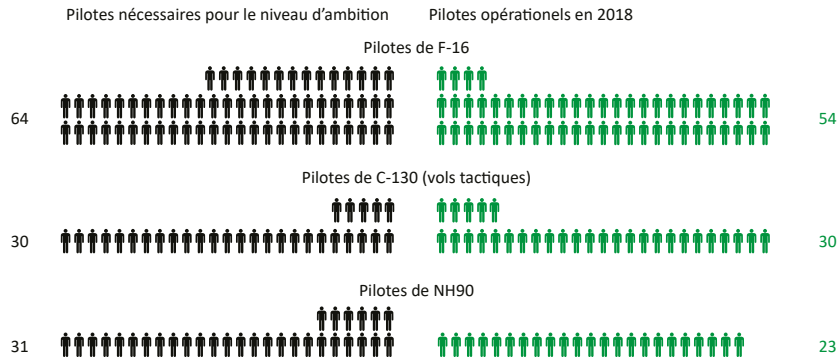 Pilotes nécessaires pour le niveau d’ambition Pilotes opérationels en 2018
Pilotes de F-16
64 54
Pilotes de C-130 (vols tactiques)
30 30
Pilotes de NH90
31 23